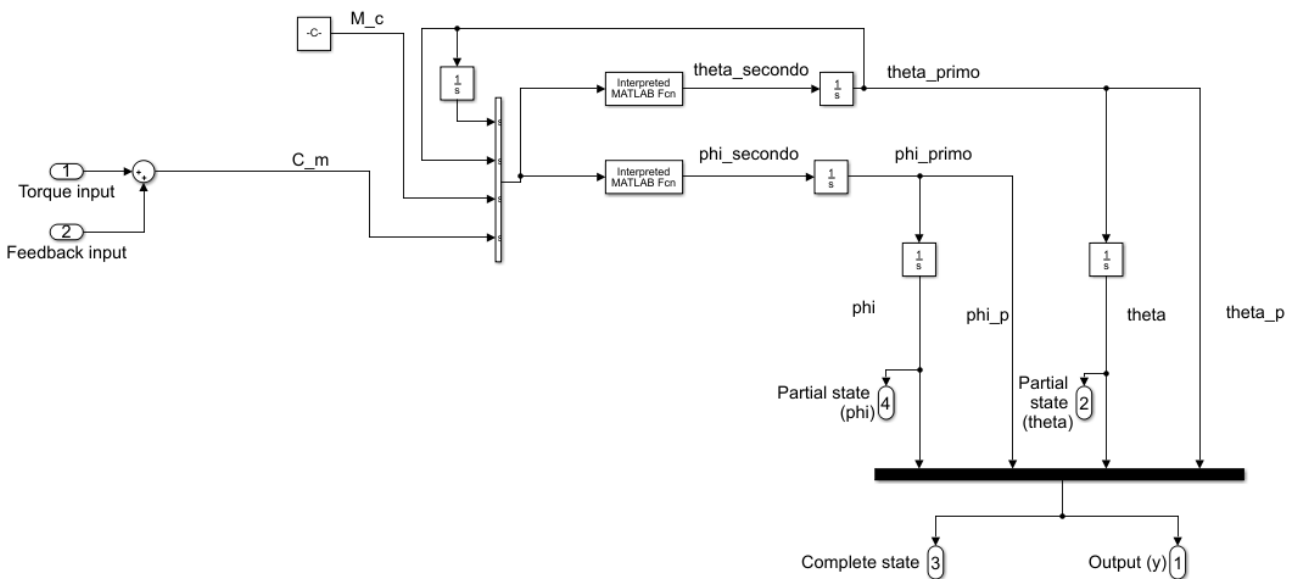 M_c
-C-
1
s
Interpreted
MATLAB Fcn
theta_secondo
1
s
theta_primo
1
Torque input
C_m
Interpreted
MATLAB Fcn
phi_secondo
1
s
phi_primo
2
Feedback input
1
s
1
s
phi
phi_p
theta
theta_p
Partial state
(phi)
4
Partial
state
(theta)
2
Complete state
3
Output (y)
1